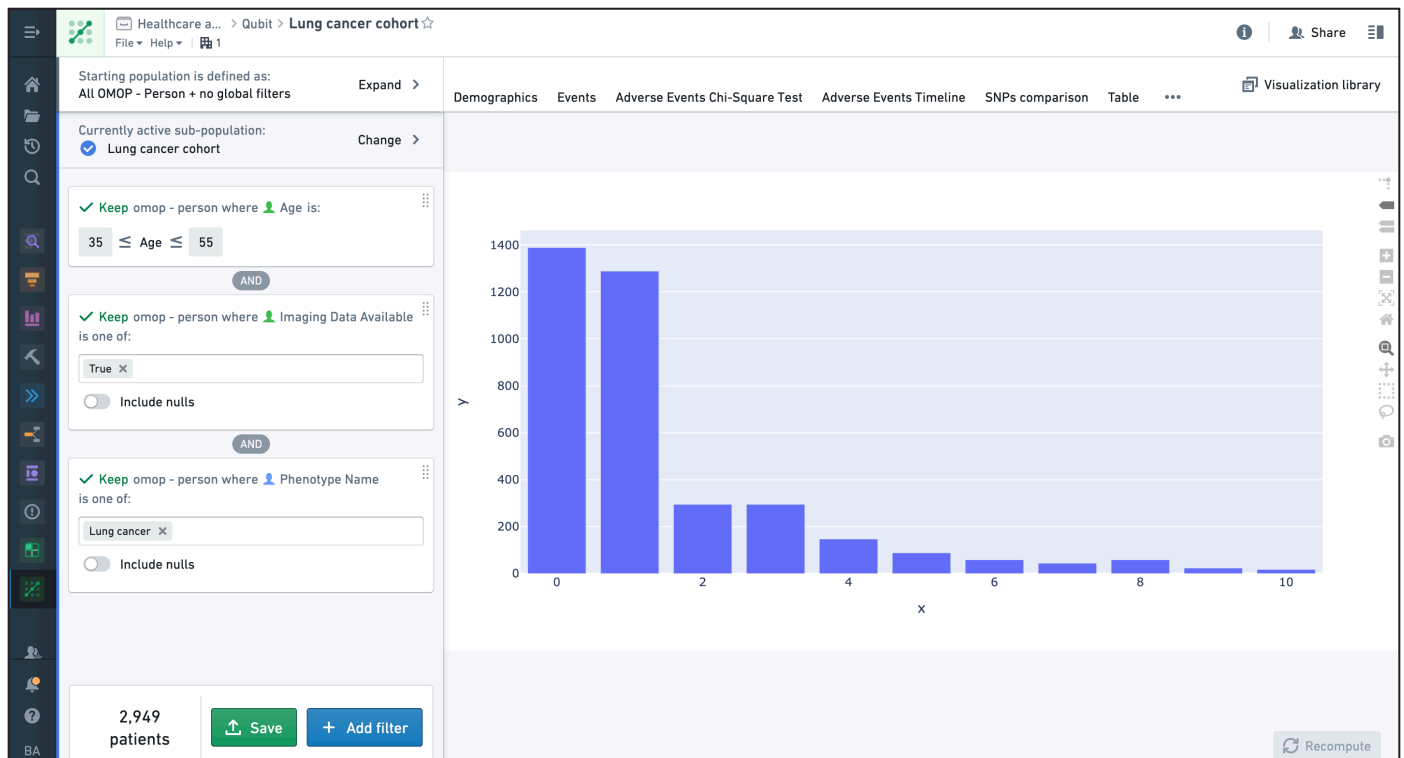 Healthcare a... > Qubit > Lung cancer cohort
File Help 1
Share
Starting population is defined as:
All OMOP - Person + no global filters
Expand
Currently active sub-population:
Lung cancer cohort
Change
Keep omop - person where Age is:
35 ≤ Age ≤ 55
AND
Keep omop - person where Imaging Data Available
is one of:
True
Include nulls
AND
Keep omop - person where Phenotype Name
is one of:
Lung cancer
Include nulls
2,949
patients
Save
+ Add filter
BA
Visualization library
Demographics Events Adverse Events Chi-Square Test Adverse Events Timeline SNPs comparison Table •••
1400
1200
1000
800
600
400
200
0
y
0 2 4 6 8 10
x
Recompute